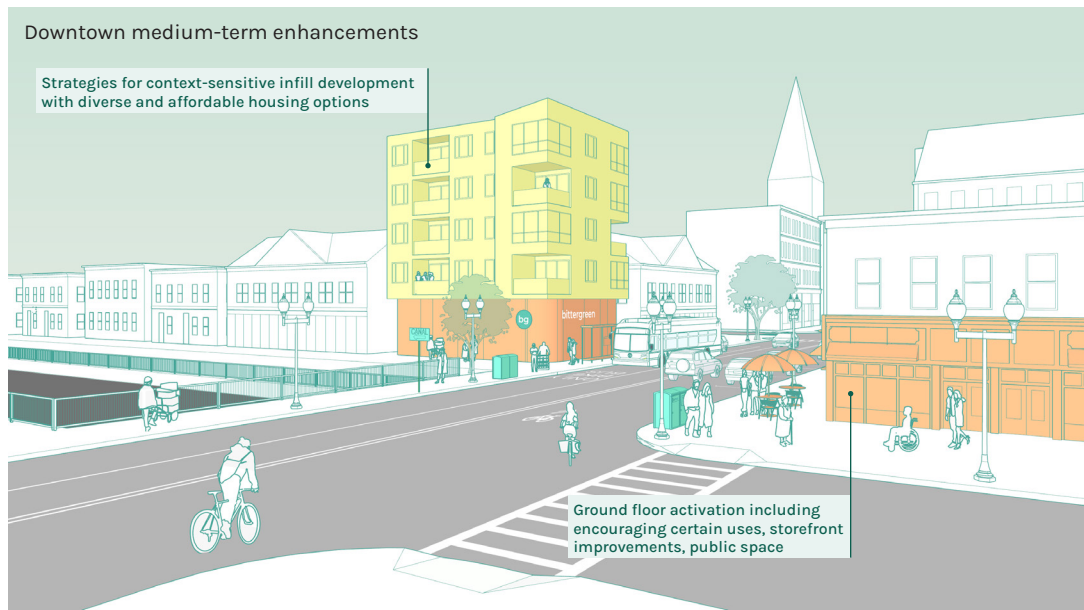 Downtown medium-term enhancements
Strategies for context-sensitive infill development
with diverse and affordable housing options
CANAL
bg
bittergreen
Ground floor activation including
encouraging certain uses, storefront
improvements, public space